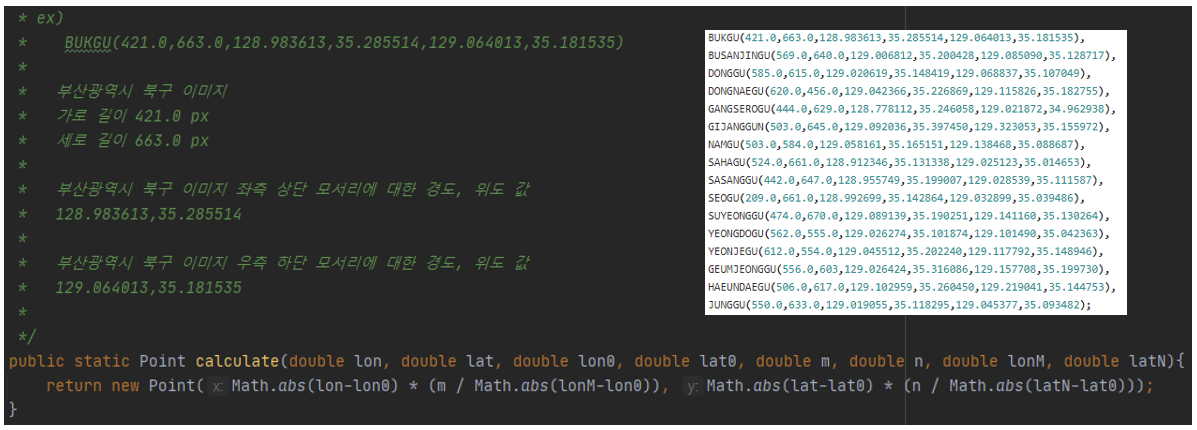 * ex)
*    BUKGU(421.0,663.0,128.983613,35.285514,129.064013,35.181535)
*
*   부산광역시 북구 이미지
*   가로 길이 421.0 px
*   세로 길이 663.0 px
*
*   부산광역시 북구 이미지 좌측 상단 모서리에 대한 경도, 위도 값
*   128.983613,35.285514
*
*   부산광역시 북구 이미지 우측 하단 모서리에 대한 경도, 위도 값
*   129.064013,35.181535
*
*/
public static Point calculate(double lon, double lat, double lon0, double lat0, double m, double n, double lonM, double latN){
    return new Point( x: Math.abs(lon-lon0) * (m / Math.abs(lonM-lon0)), y: Math.abs(lat-lat0) * (n / Math.abs(latN-lat0)));
}
BUKGU(421.0,663.0,128.983613,35.285514,129.064013,35.181535),
BUSANJINGU(569.0,640.0,129.006812,35.200428,129.085090,35.128717),
DONGGU(585.0,615.0,129.020619,35.148419,129.068837,35.107049),
DONGNAEGU(620.0,456.0,129.042366,35.226869,129.115826,35.182755),
GANGSEROGU(444.0,629.0,128.778112,35.246058,129.021872,34.962938),
GIJANGGUN(503.0,645.0,129.092036,35.397450,129.323053,35.155972),
NAMGU(503.0,584.0,129.058161,35.165151,129.138468,35.088687),
SAHAGU(524.0,661.0,128.912346,35.131338,129.025123,35.014653),
SASANGGU(442.0,647.0,128.955749,35.199007,129.028539,35.111587),
SEOGU(209.0,661.0,128.992699,35.142864,129.032899,35.039486),
SUYEONGGU(474.0,670.0,129.089139,35.190251,129.141160,35.130264),
YEONGDOGU(562.0,555.0,129.026274,35.101874,129.101490,35.042363),
YEONJEGU(612.0,554.0,129.045512,35.202240,129.117792,35.148946),
GEUMJEONGGU(556.0,603,129.026424,35.316086,129.157708,35.199730),
HAEUNDAEGU(506.0,617.0,129.102959,35.260450,129.219041,35.144753),
JUNGGU(550.0,633.0,129.019055,35.118295,129.045377,35.093482);